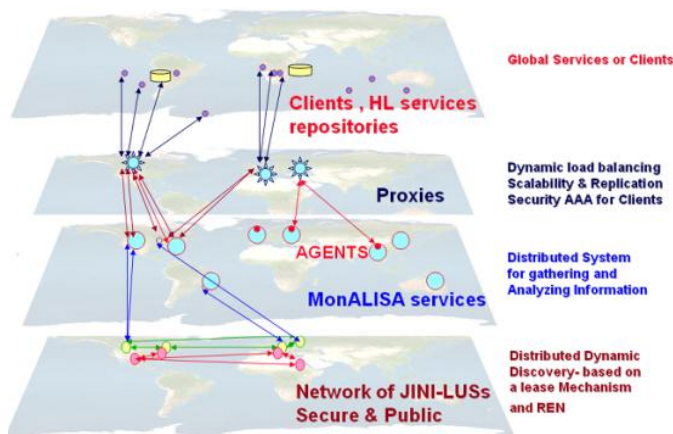 Global Services or Clients
Clients , HL services
repositories
Dynamic load balancing
Scalability & Replication
Security AAA for Clients
Proxies
AGENTS
Distributed System
for gathering and
Analyzing Information
MonALISA services
Distributed Dynamic
Discovery- based on
a lease Mechanism
and REN
Network of JINI-LUSs
Secure & Public